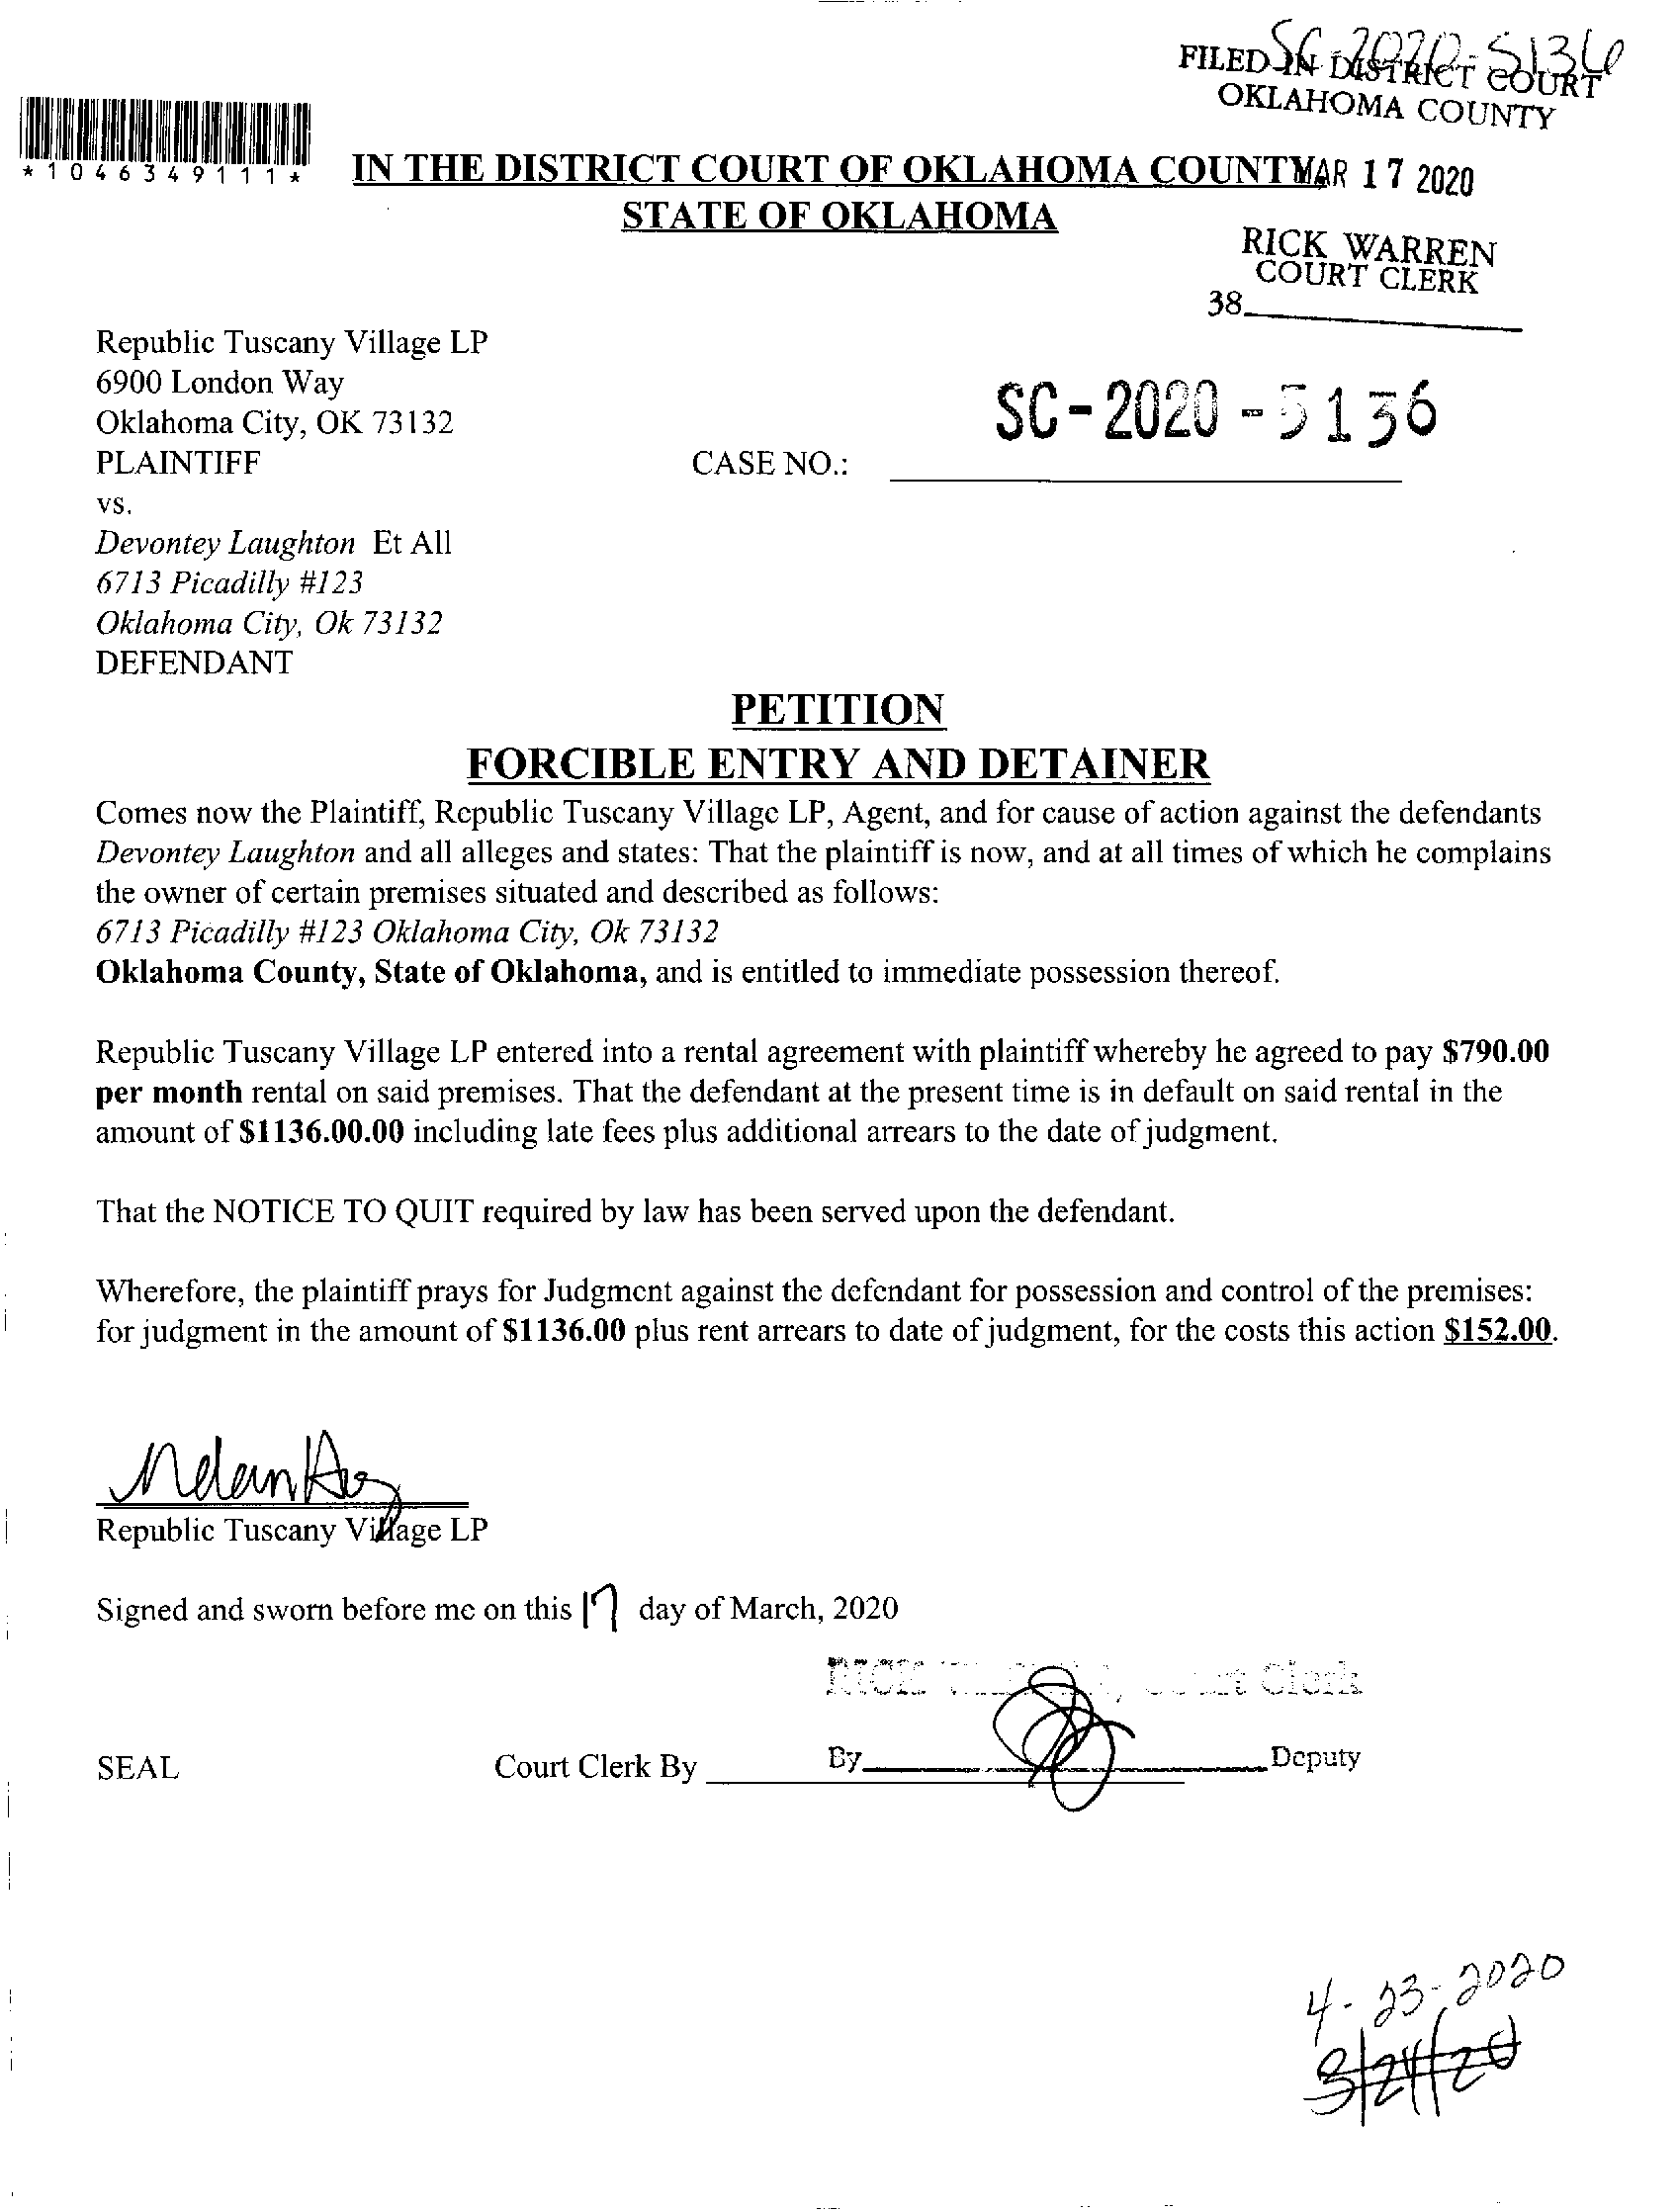 SC-2020-5136
FILED IN DISTRICT COURT
OKLAHOMA COUNTY
*1046349111*
IN THE DISTRICT COURT OF OKLAHOMA COUNT MAR 17 2020
STATE OF OKLAHOMA
RICK WARREN
COURT CLERK
38
Republic Tuscany Village LP
6900 London Way
Oklahoma City, OK 73132
SC-2020-5136
PLAINTIFF
CASE NO.:
vs.
Devontey Laughton Et All
6713 Picadilly #123
Oklahoma City, Ok 73132
DEFENDANT
PETITION
FORCIBLE ENTRY AND DETAINER
Comes now the Plaintiff, Republic Tuscany Village LP, Agent, and for cause of action against the defendants
Devontey Laughton and all alleges and states: That the plaintiff is now, and at all times of which he complains
the owner of certain premises situated and described as follows:
6713 Picadilly #123 Oklahoma City, Ok 73132
Oklahoma County, State of Oklahoma, and is entitled to immediate possession thereof.
Republic Tuscany Village LP entered into a rental agreement with plaintiff whereby he agreed to pay $790.00
per month rental on said premises. That the defendant at the present time is in default on said rental in the
amount of $1136.00.00 including late fees plus additional arrears to the date of judgment.
That the NOTICE TO QUIT required by law has been served upon the defendant.
Wherefore, the plaintiff prays for Judgment against the defendant for possession and control of the premises:
for judgment in the amount of $1136.00 plus rent arrears to date of judgment, for the costs this action $152.00.
Republic Tuscany Village LP
Signed and sworn before me on this 17 day of March, 2020
RICK Clerk
SEAL
Court Clerk By
By Deputy
4-23-2020
3/24/20